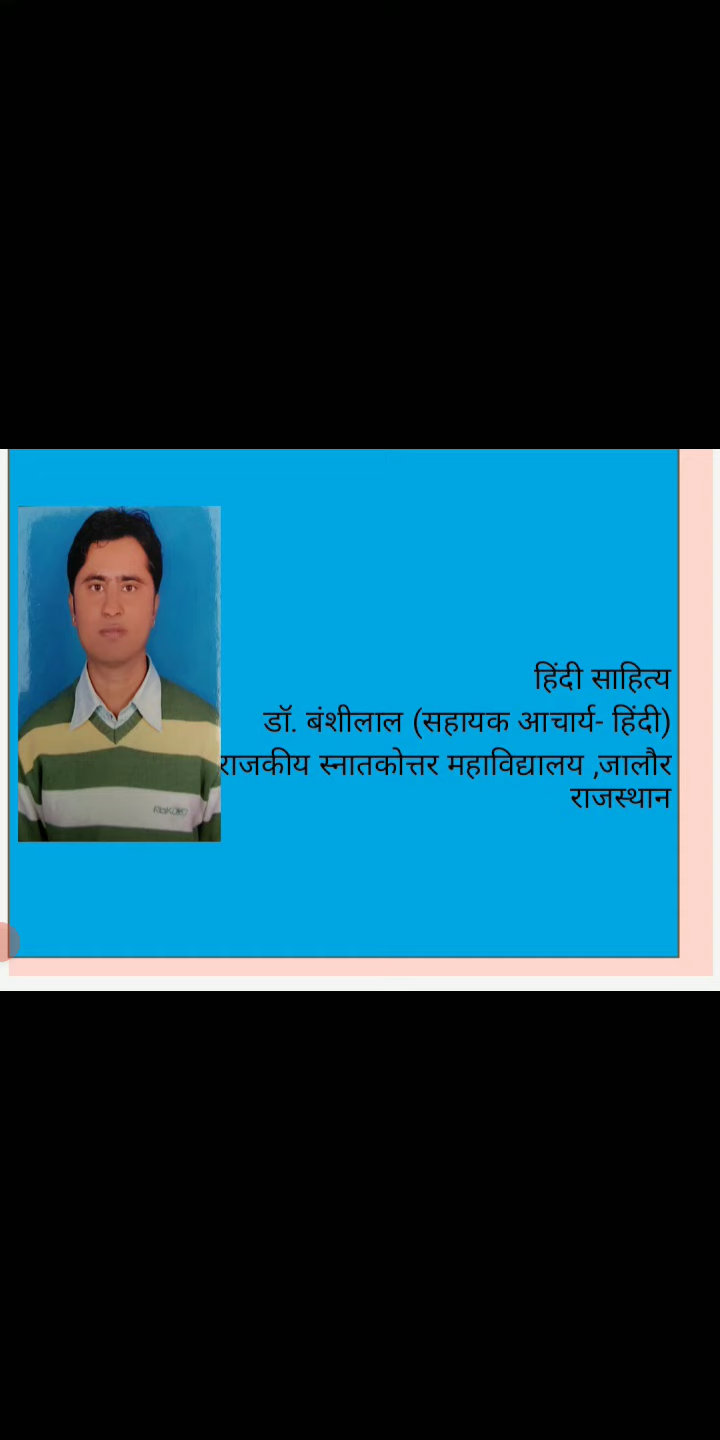 हिंदी साहित्य
डॉ. बंशीलाल (सहायक आचार्य- हिंदी)
राजकीय स्नातकोत्तर महाविद्यालय ,जालौर
राजस्थान